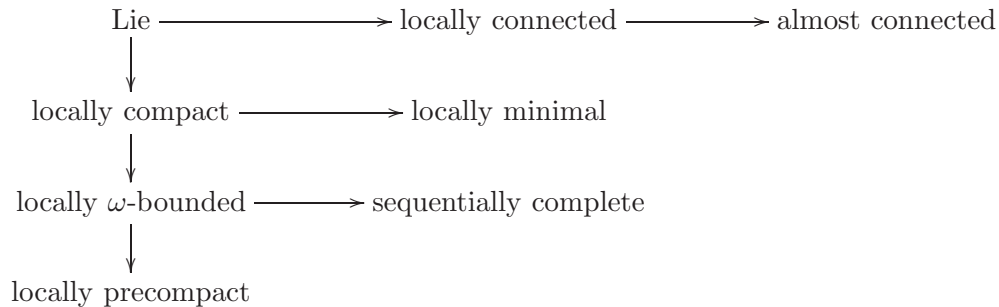 Lie locally connected almost connected
locally compact locally minimal
locally ω-bounded sequentially complete
locally precompact